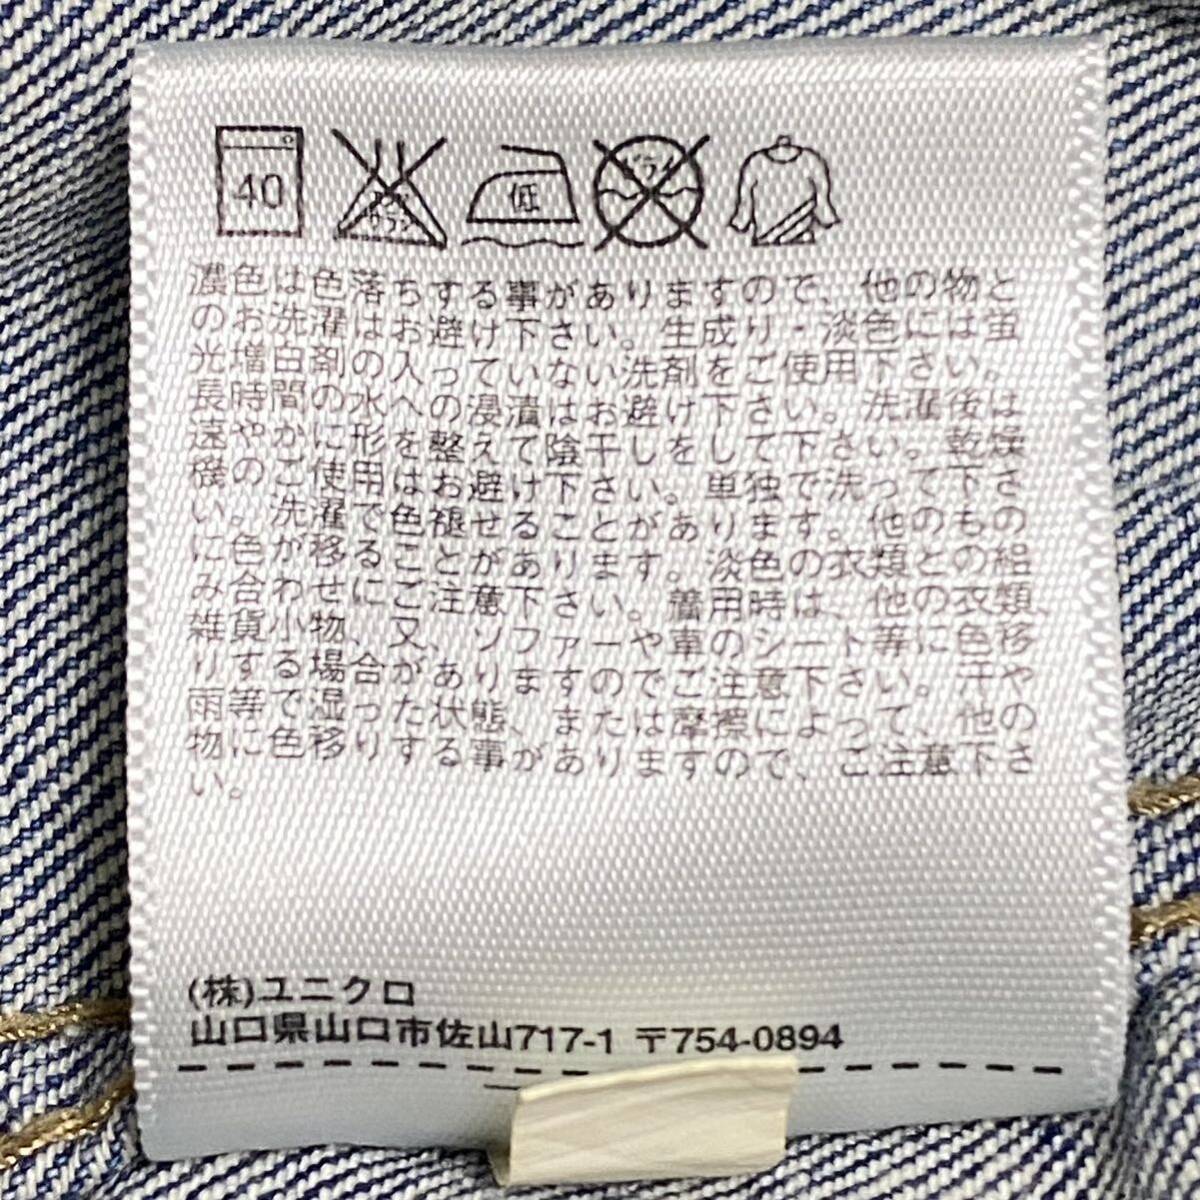 40 エンソ サラシ 低 ドライ
濃色は色落ちする事がありますので、他の物と
のお洗濯はお避け下さい。生成り・淡色には蛍
光増白剤の入っていない洗剤をご使用下さい。
長時間の水への浸漬はお避け下さい。洗濯後は
速やかに形を整えて陰干しをして下さい。乾燥
機のご使用はお避け下さい。単独で洗って下さ
い。洗濯で色褪せることがあります。他のもの
に色が移ることがあります。淡色の衣類との組
み合わせにご注意下さい。着用時は、他の衣類、
雑貨小物、又、ソファーや車のシート等に色移
りする場合がありますのでご注意下さい。汗や
雨等で湿った状態、または摩擦によって、他の
物に色移りする事がありますので、ご注意下さ
い。
(株)ユニクロ
山口県山口市佐山717-1 〒754-0894